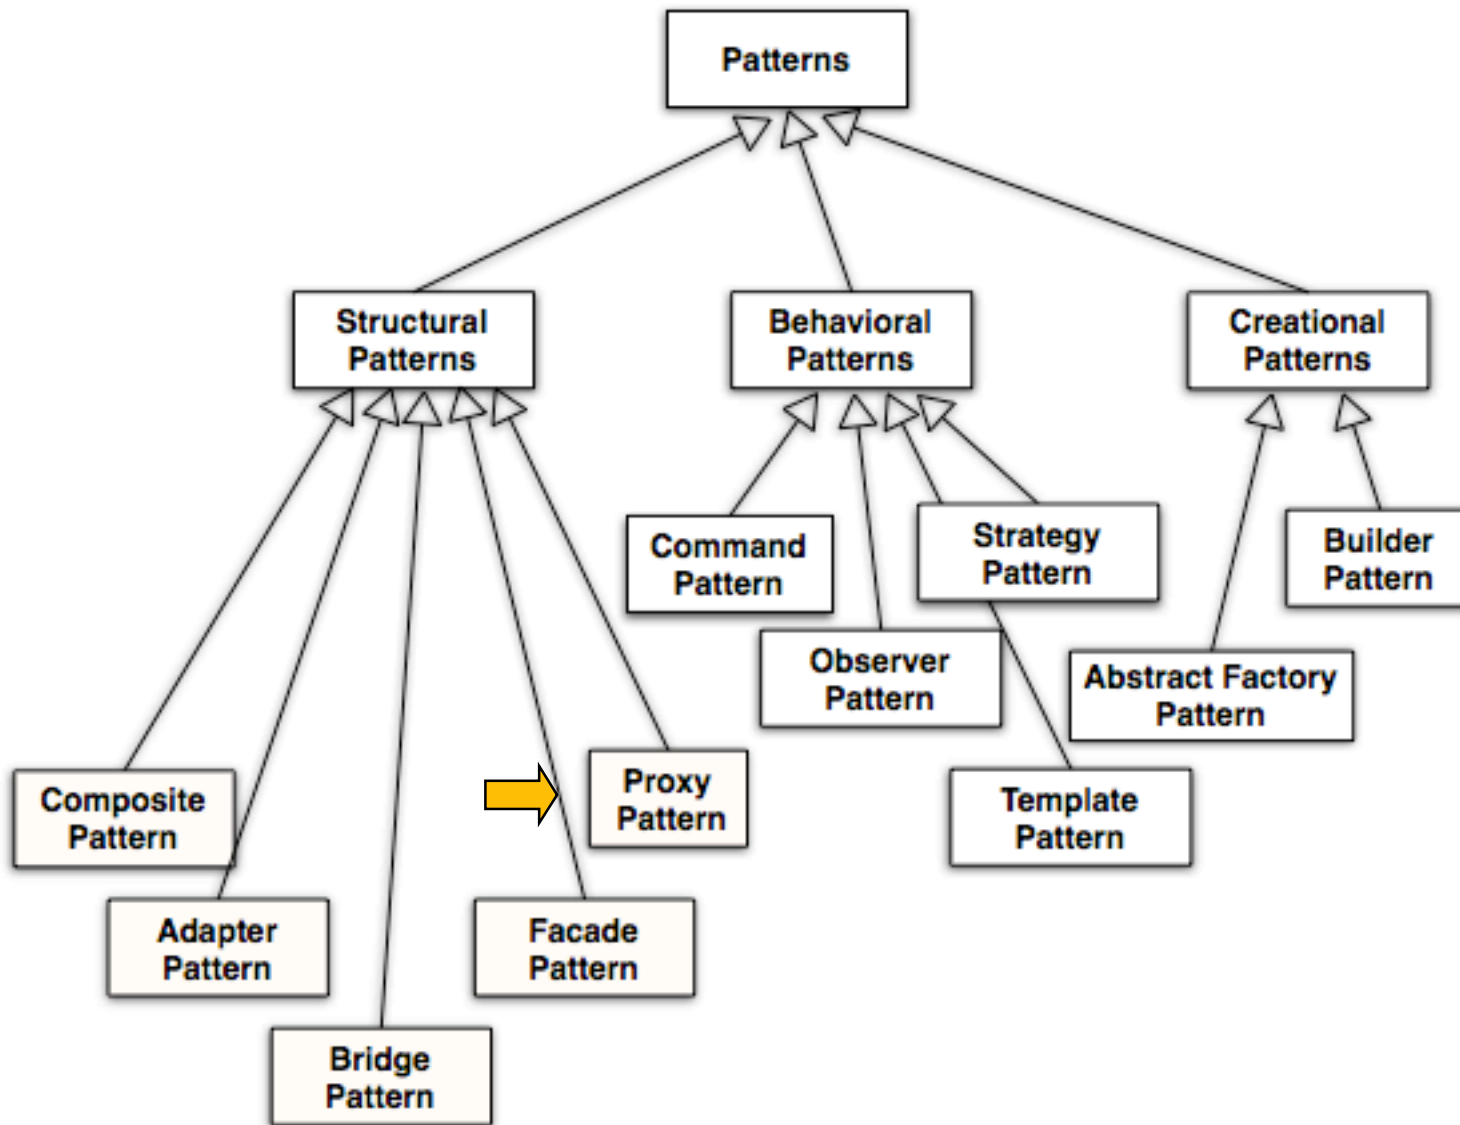 Patterns
Structural
Patterns
Behavioral
Patterns
Creational
Patterns
Command
Pattern
Strategy
Pattern
Builder
Pattern
Observer
Pattern
Abstract Factory
Pattern
Proxy
Pattern
Composite
Pattern
Template
Pattern
Adapter
Pattern
Facade
Pattern
Bridge
Pattern